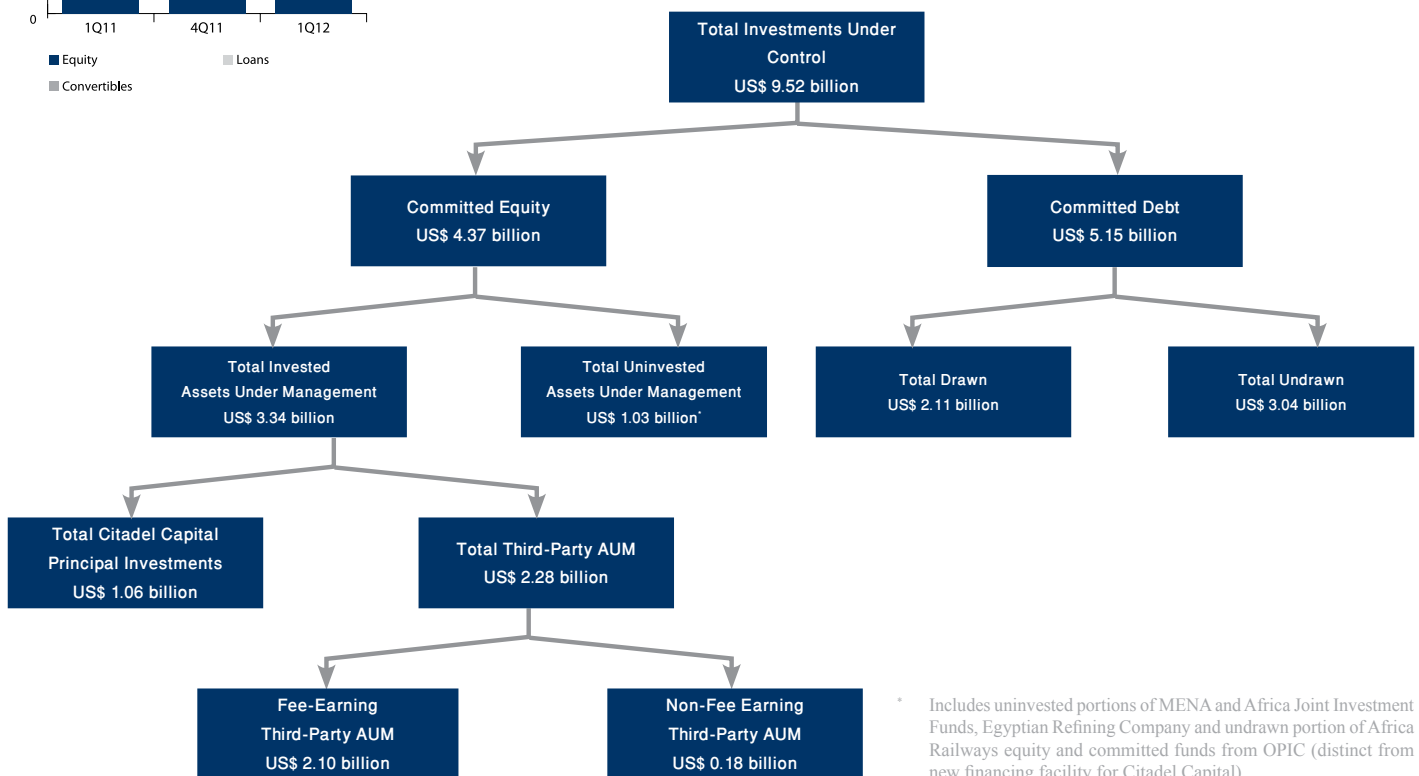 0
1Q11
4Q11
1Q12
Equity
Loans
Convertibles
Total Investments Under
Control
US$ 9.52 billion
Committed Equity
US$ 4.37 billion
Committed Debt
US$ 5.15 billion
Total Invested
Assets Under Management
US$ 3.34 billion
Total Uninvested
Assets Under Management
US$ 1.03 billion*
Total Drawn
US$ 2.11 billion
Total Undrawn
US$ 3.04 billion
Total Citadel Capital
Principal Investments
US$ 1.06 billion
Total Third-Party AUM
US$ 2.28 billion
Fee-Earning
Third-Party AUM
US$ 2.10 billion
Non-Fee Earning
Third-Party AUM
US$ 0.18 billion
* Includes uninvested portions of MENA and Africa Joint Investment
Funds, Egyptian Refining Company and undrawn portion of Africa
Railways equity and committed funds from OPIC (distinct from
new financing facility for Citadel Capital)